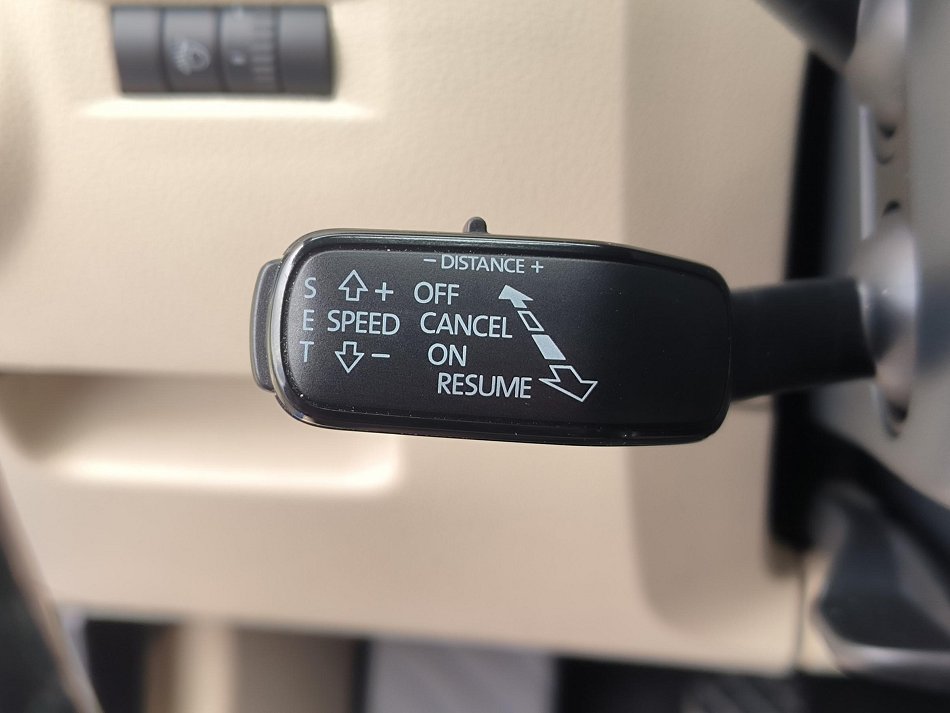 − DISTANCE +
S + OFF
E SPEED CANCEL
T − ON
RESUME